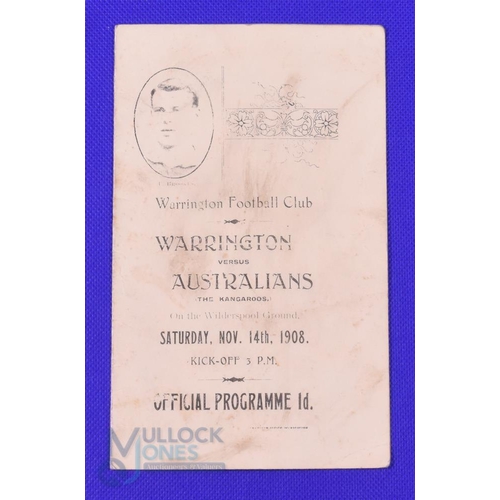 Warrington Football Club
WARRINGTON
VERSUS
AUSTRALIANS
(THE KANGAROOS.)
On the Wilderspool Ground,
SATURDAY, NOV. 14th, 1908.
KICK-OFF 3 P.M.
OFFICIAL PROGRAMME 1d.
MULLOCK
JONES